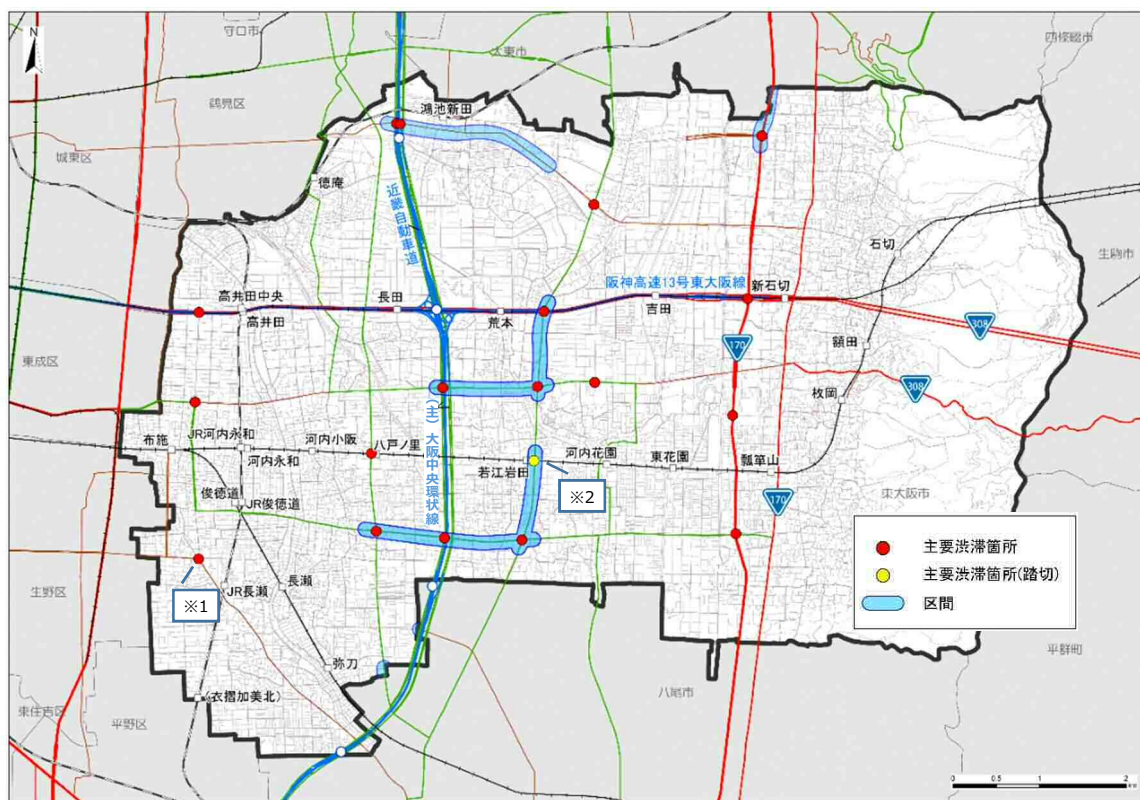 N
守口市
大東市
四條畷市
鶴見区
鴻池新田
城東区
徳庵
近畿自動車道
石切
生駒市
阪神高速13号東大阪線
新石切
高井田中央
長田
高井田
荒本
吉田
308
170
額田
東成区
308
枚岡
(主)大阪中央環状線
布施
JR河内永和
河内小阪
八戸ノ里
河内永和
若江岩田
河内花園
東花園
瓢箪山
※2
俊徳道
JR俊徳道
170
東大阪市
主要渋滞箇所
主要渋滞箇所(踏切)
区間
生野区
※1
JR長瀬
長瀬
弥刀
平群町
(衣摺加美北)
八尾市
東住吉区
平野区
0 0.5 1 2